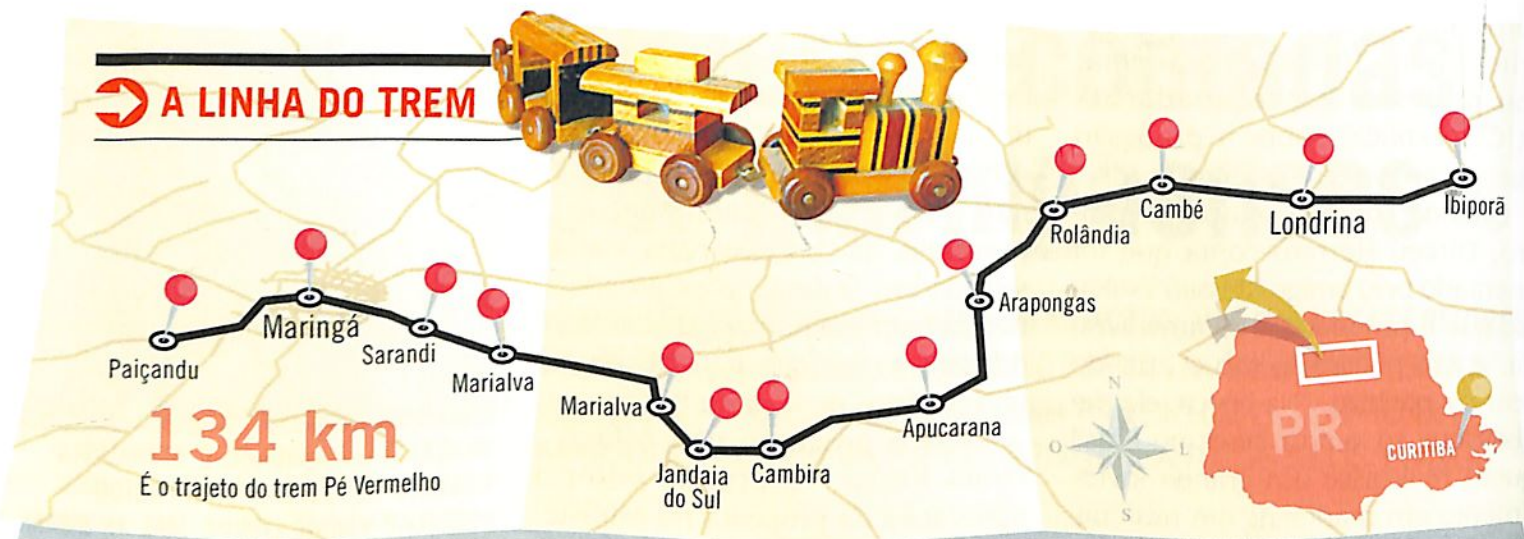 A LINHA DO TREM
Paiçandu
Maringá
Sarandi
Marialva
Marialva
Jandaia
do Sul
Cambira
Apucarana
Arapongas
Rolândia
Cambé
Londrina
Ibiporã
134 km
É o trajeto do trem Pé Vermelho
N
O
L
S
PR
CURITIBA